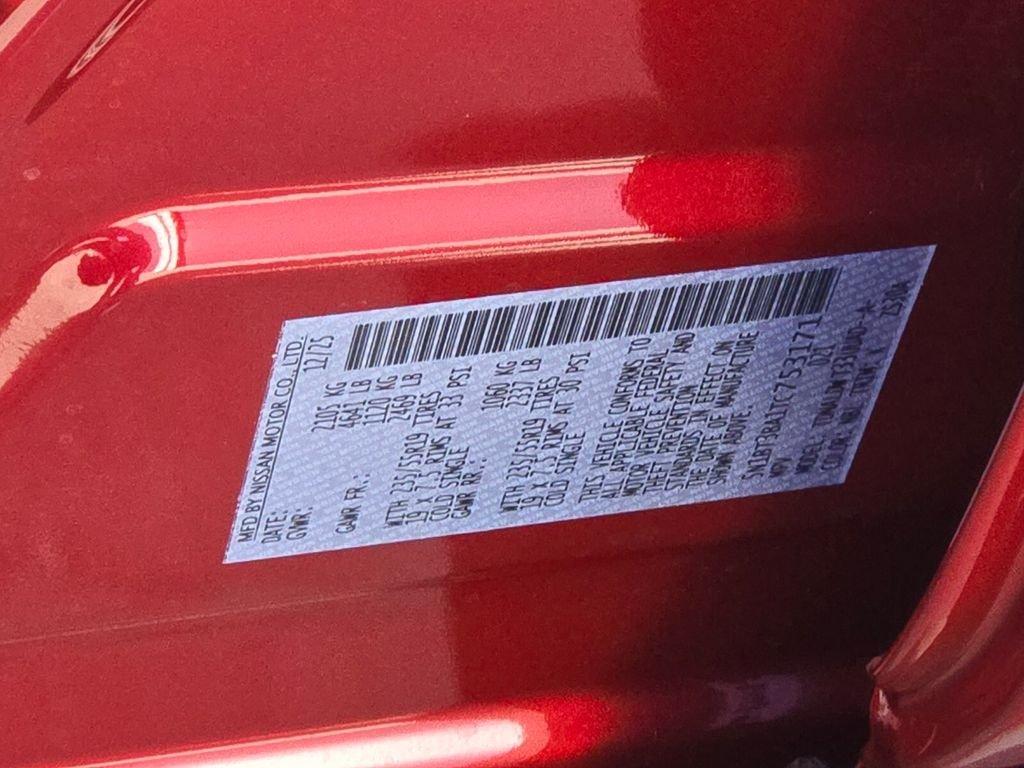 MFD BY NISSAN MOTOR CO., LTD.
DATE: 12/25
GVWR: 2105 KG
4641 LB
GAWR FR.: 1120 KG
2469 LB
WITH 235/55R19 TIRES
19 X 7.5 RIMS AT 33 PSI
COLD SINGLE
GAWR RR.: 1060 KG
2337 LB
WITH 235/55R19 TIRES
19 X 7.5 RIMS AT 30 PSI
COLD SINGLE
THIS VEHICLE CONFORMS TO
ALL APPLICABLE FEDERAL
MOTOR VEHICLE SAFETY AND
THEFT PREVENTION
STANDARDS IN EFFECT ON
THE DATE OF MANUFACTURE
SHOWN ABOVE.
MPV
MODEL
COLOR: TRIM: